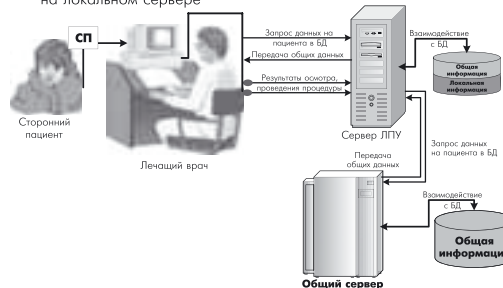 на локальном сервере
СП
Запрос данных на
пациента в БД
Передача общих данных
Результаты осмотра,
проведения процедуры
Взаимодействие
с БД
Общая
информация
Локальная
информация
Сторонний
пациент
Лечащий врач
Сервер ЛПУ
Передача
общих данных
Запрос данных
на пациента в БД
Взаимодействие
с БД
Общая
информаци
Общий сервер